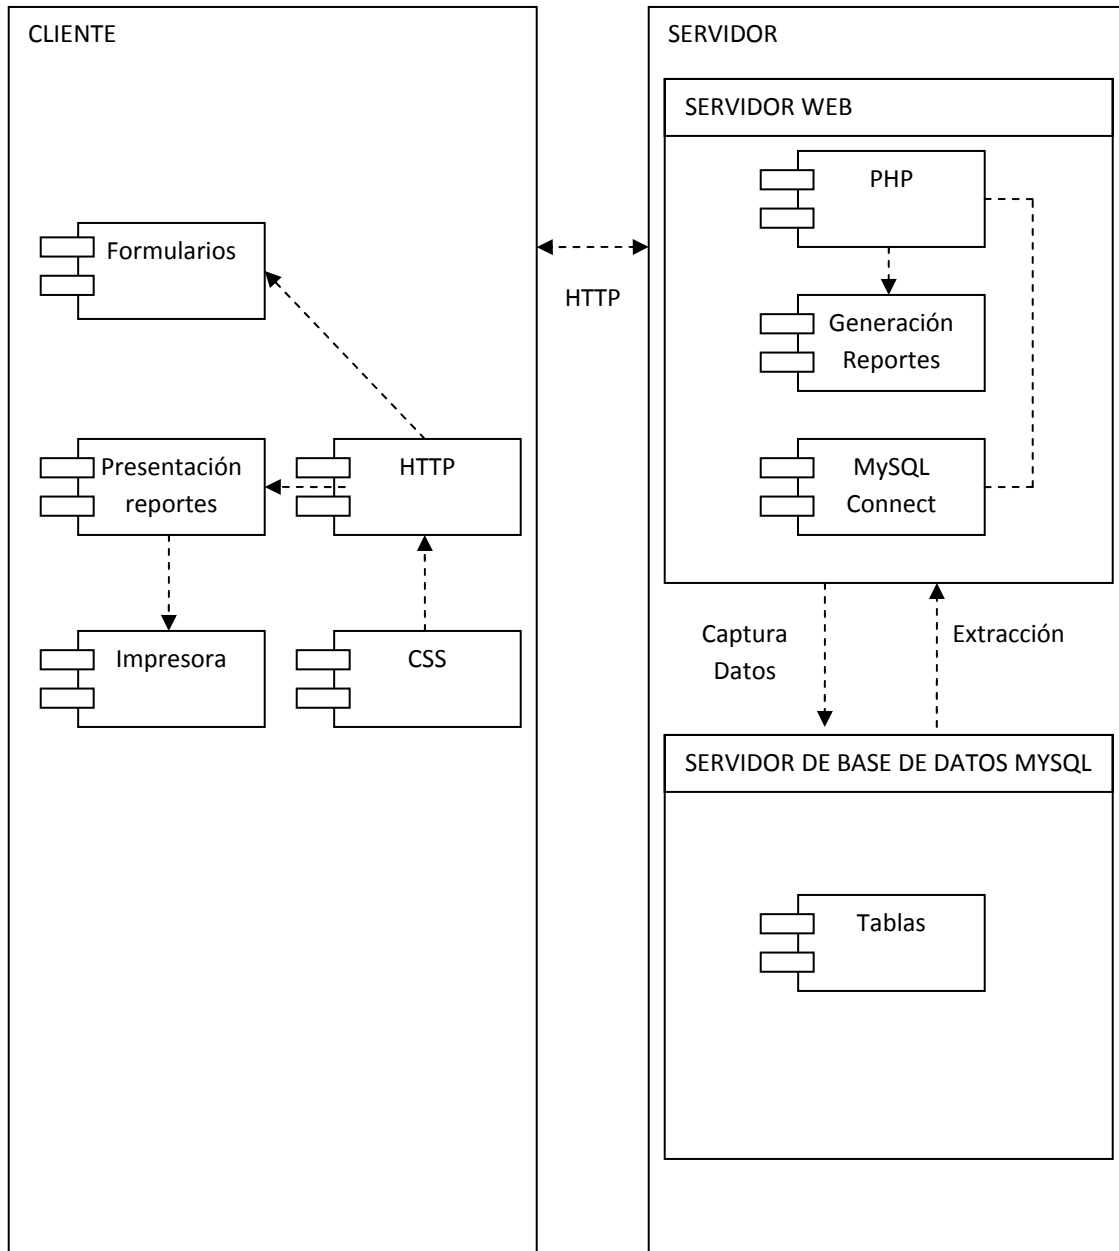 CLIENTE
Formularios
Presentación
reportes
HTTP
Impresora
CSS
HTTP
SERVIDOR
SERVIDOR WEB
PHP
Generación
Reportes
MySQL
Connect
Captura
Datos
Extracción
SERVIDOR DE BASE DE DATOS MYSQL
Tablas